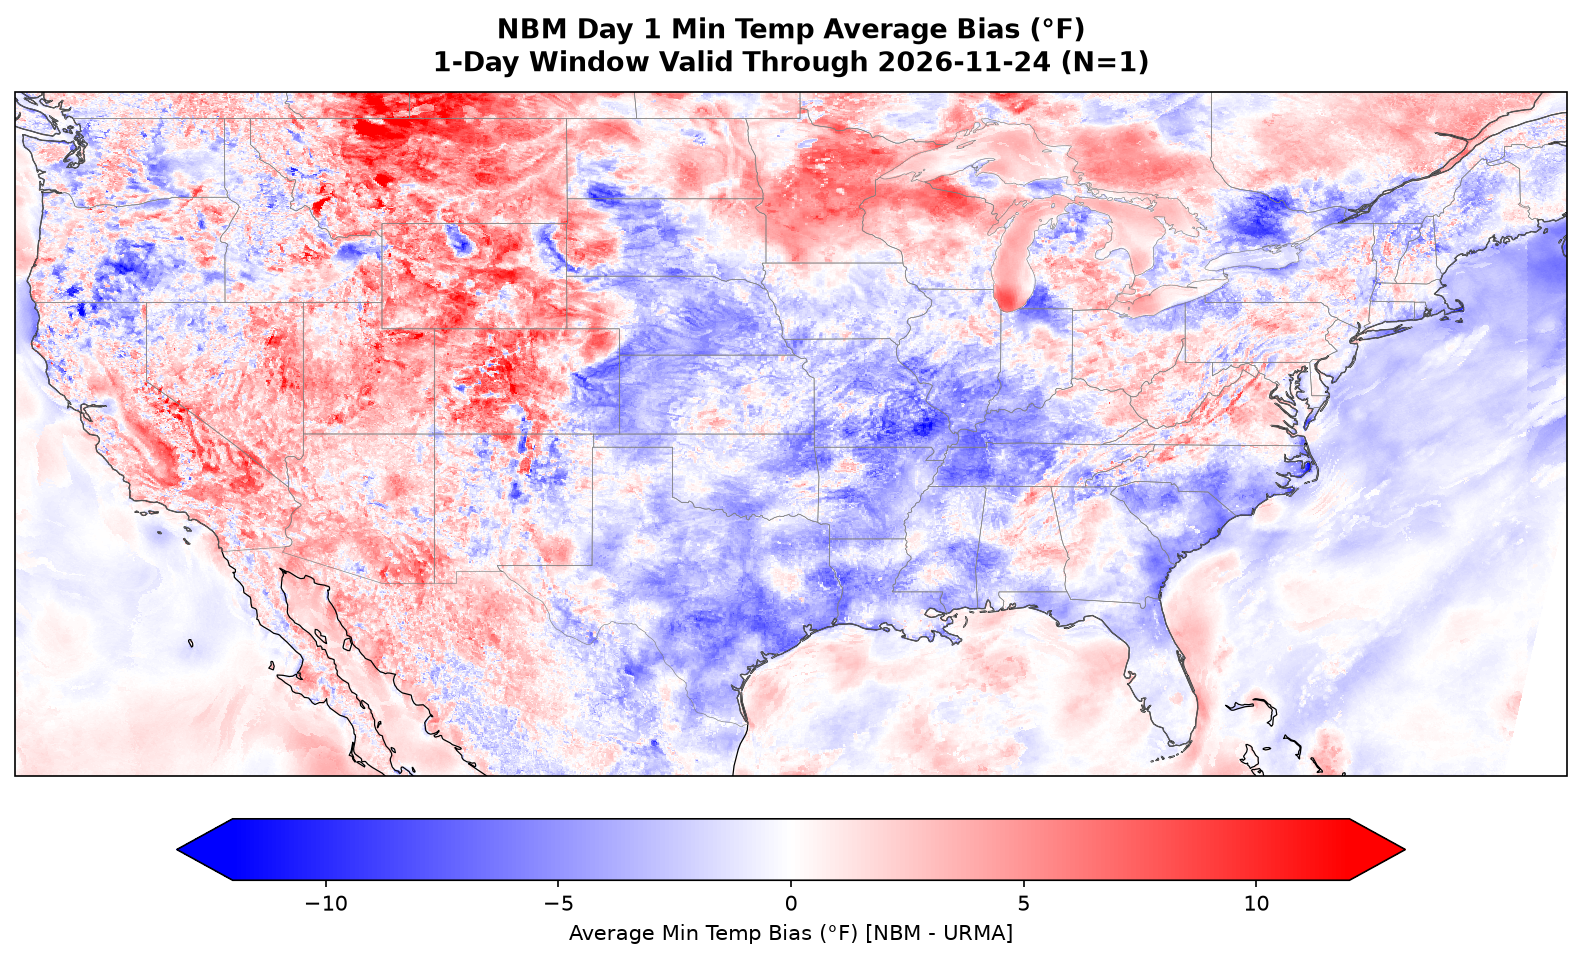 NBM Day 1 Min Temp Average Bias (°F)
1-Day Window Valid Through 2026-11-24 (N=1)
−10 −5 0 5 10
Average Min Temp Bias (°F) [NBM - URMA]